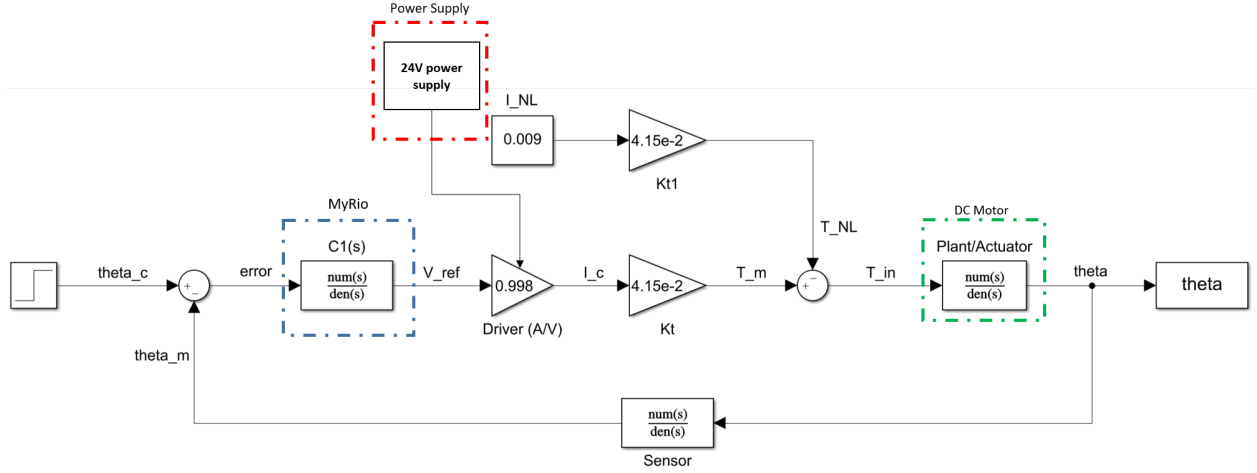 Power Supply
24V power
supply
I_NL
0.009
4.15e-2
Kt1
T_NL
MyRio
C1(s)
DC Motor
Plant/Actuator
theta_c
+
−
error
num(s)
den(s)
V_ref
0.998
Driver (A/V)
I_c
4.15e-2
Kt
T_m
+
−
T_in
num(s)
den(s)
theta
theta
theta_m
num(s)
den(s)
Sensor